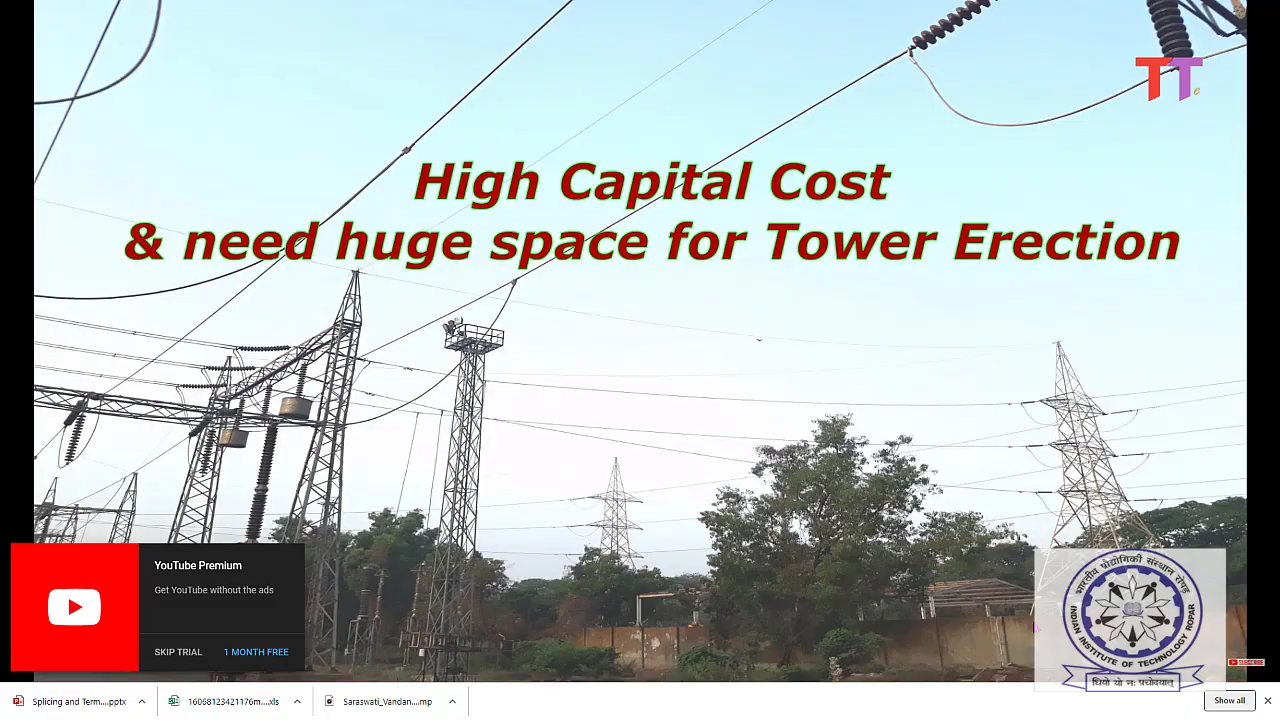 TT
High Capital Cost
& need huge space for Tower Erection
YouTube Premium
Get YouTube without the ads
SKIP TRIAL
1 MONTH FREE
भारतीय प्रौद्योगिकी संस्थान रोपड़
INDIAN INSTITUTE OF TECHNOLOGY ROPAR
धियो यो नः प्रचोदयात्
Splicing and Term....pptx
16068123421176m....xls
Saraswati_Vandan....mp
Show all